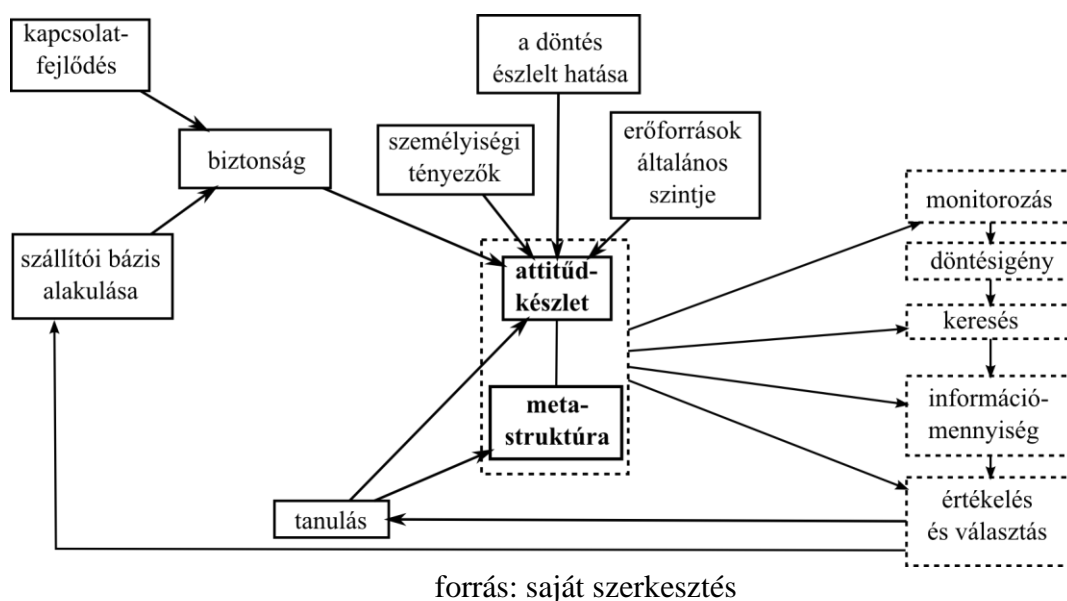 kapcsolat-
fejlődés
a döntés
észlelt hatása
személyiségi
tényezők
erőforrások
általános
szintje
biztonság
monitorozás
szállítói bázis
alakulása
attitűd-
készlet
döntésigény
keresés
meta-
struktúra
információ-
mennyiség
tanulás
értékelés
és választás
forrás: saját szerkesztés